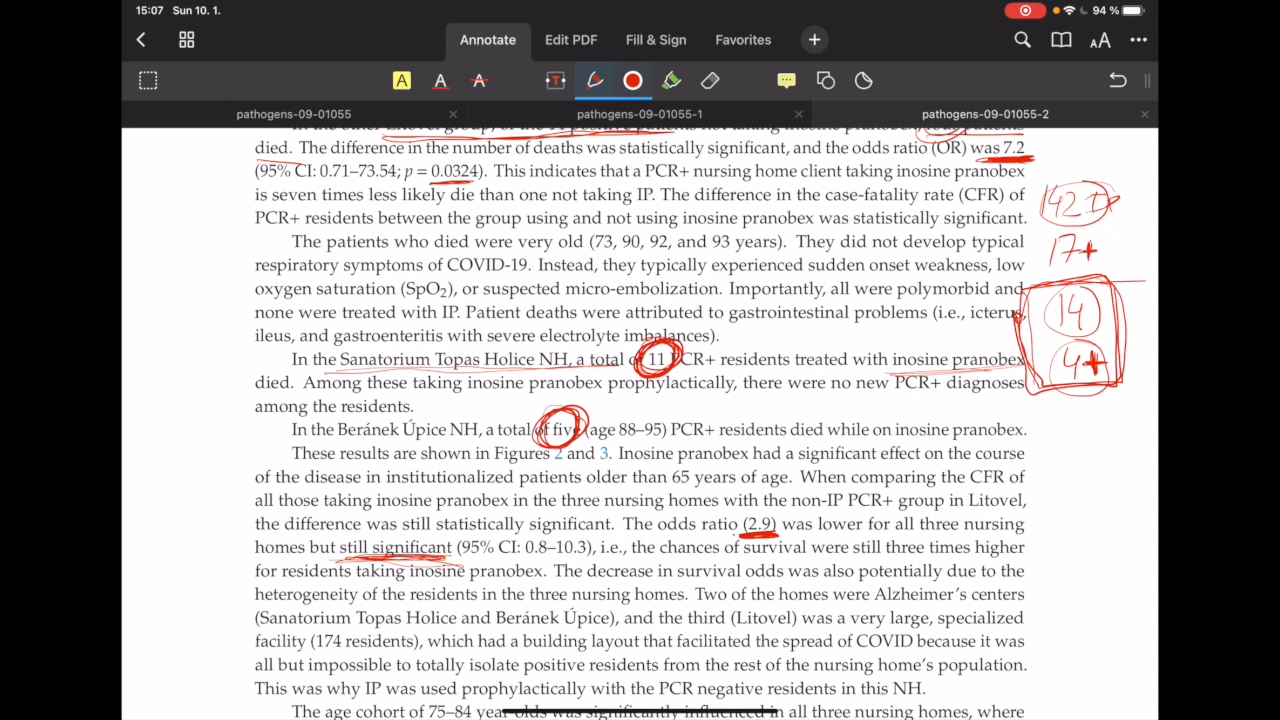 15:07 Sun 10. 1. 94 %
Annotate Edit PDF Fill & Sign Favorites
A A A T AA
pathogens-09-01055 pathogens-09-01055-1 pathogens-09-01055-2
died. The difference in the number of deaths was statistically significant, and the odds ratio (OR) was 7.2
(95% CI: 0.71–73.54; p = 0.0324). This indicates that a PCR+ nursing home client taking inosine pranobex
is seven times less likely die than one not taking IP. The difference in the case-fatality rate (CFR) of
PCR+ residents between the group using and not using inosine pranobex was statistically significant.
The patients who died were very old (73, 90, 92, and 93 years). They did not develop typical
respiratory symptoms of COVID-19. Instead, they typically experienced sudden onset weakness, low
oxygen saturation (SpO2), or suspected micro-embolization. Importantly, all were polymorbid and
none were treated with IP. Patient deaths were attributed to gastrointestinal problems (i.e., icterus,
ileus, and gastroenteritis with severe electrolyte imbalances).
In the Sanatorium Topas Holice NH, a total of 11 PCR+ residents treated with inosine pranobex
died. Among these taking inosine pranobex prophylactically, there were no new PCR+ diagnoses
among the residents.
In the Beránek Úpice NH, a total of five (age 88–95) PCR+ residents died while on inosine pranobex.
These results are shown in Figures 2 and 3. Inosine pranobex had a significant effect on the course
of the disease in institutionalized patients older than 65 years of age. When comparing the CFR of
all those taking inosine pranobex in the three nursing homes with the non-IP PCR+ group in Litovel,
the difference was still statistically significant. The odds ratio (2.9) was lower for all three nursing
homes but still significant (95% CI: 0.8–10.3), i.e., the chances of survival were still three times higher
for residents taking inosine pranobex. The decrease in survival odds was also potentially due to the
heterogeneity of the residents in the three nursing homes. Two of the homes were Alzheimer's centers
(Sanatorium Topas Holice and Beránek Úpice), and the third (Litovel) was a very large, specialized
facility (174 residents), which had a building layout that facilitated the spread of COVID because it was
all but impossible to totally isolate positive residents from the rest of the nursing home's population.
This was why IP was used prophylactically with the PCR negative residents in this NH.
The age cohort of 75–84 year-olds was significantly influenced in all three nursing homes, where
17+
14
4+